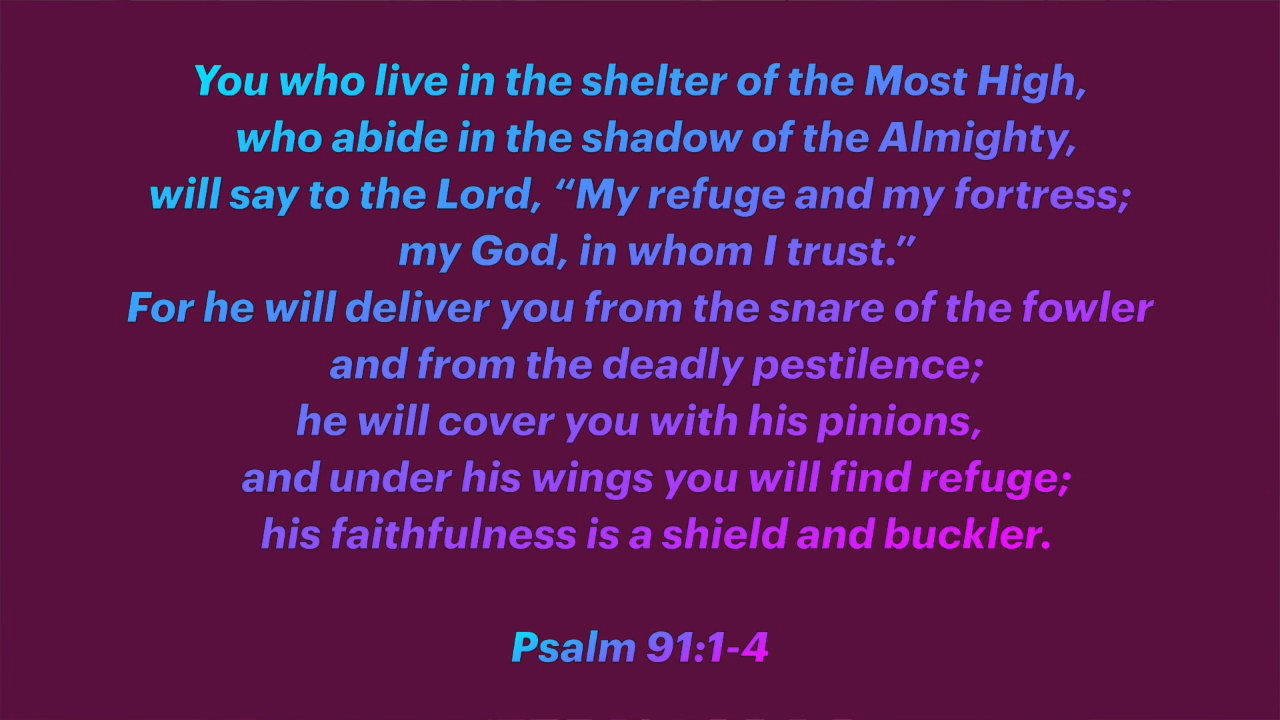 You who live in the shelter of the Most High,
who abide in the shadow of the Almighty,
will say to the Lord, “My refuge and my fortress;
my God, in whom I trust.”
For he will deliver you from the snare of the fowler
and from the deadly pestilence;
he will cover you with his pinions,
and under his wings you will find refuge;
his faithfulness is a shield and buckler.
Psalm 91:1-4